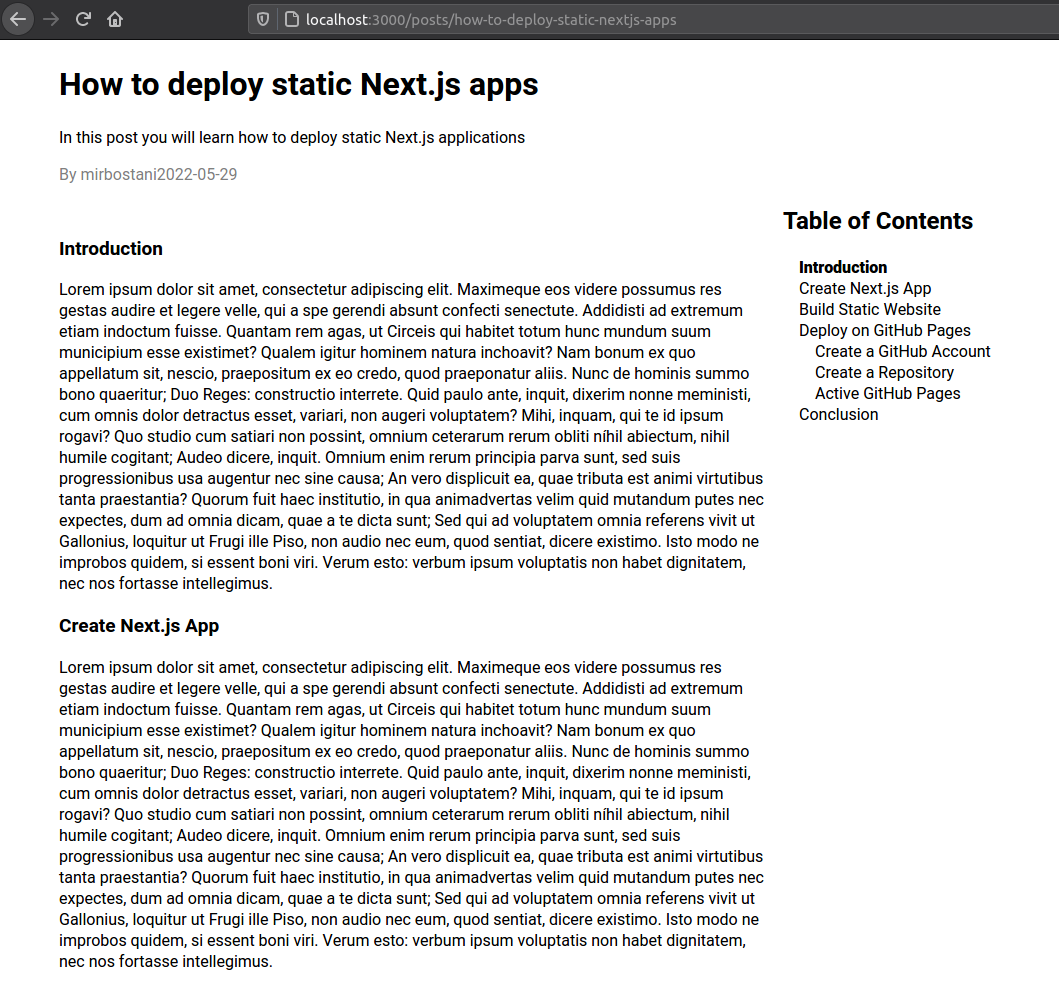 localhost:3000/posts/how-to-deploy-static-nextjs-apps
How to deploy static Next.js apps
In this post you will learn how to deploy static Next.js applications
By mirbostani2022-05-29
Introduction
Lorem ipsum dolor sit amet, consectetur adipiscing elit. Maximeque eos videre possumus res
gestas audire et legere velle, qui a spe gerendi absunt confecti senectute. Addidisti ad extremum
etiam indoctum fuisse. Quantam rem agas, ut Circeis qui habitet totum hunc mundum suum
municipium esse existimet? Qualem igitur hominem natura inchoavit? Nam bonum ex quo
appellatum sit, nescio, praepositum ex eo credo, quod praeponatur aliis. Nunc de hominis summo
bono quaeritur; Duo Reges: constructio interrete. Quid paulo ante, inquit, dixerim nonne meministi,
cum omnis dolor detractus esset, variari, non augeri voluptatem? Mihi, inquam, qui te id ipsum
rogavi? Quo studio cum satiari non possint, omnium ceterarum rerum obliti níhil abiectum, nihil
humile cogitant; Audeo dicere, inquit. Omnium enim rerum principia parva sunt, sed suis
progressionibus usa augentur nec sine causa; An vero displicuit ea, quae tributa est animi virtutibus
tanta praestantia? Quorum fuit haec institutio, in qua animadvertas velim quid mutandum putes nec
expectes, dum ad omnia dicam, quae a te dicta sunt; Sed qui ad voluptatem omnia referens vivit ut
Gallonius, loquitur ut Frugi ille Piso, non audio nec eum, quod sentiat, dicere existimo. Isto modo ne
improbos quidem, si essent boni viri. Verum esto: verbum ipsum voluptatis non habet dignitatem,
nec nos fortasse intellegimus.
Create Next.js App
Lorem ipsum dolor sit amet, consectetur adipiscing elit. Maximeque eos videre possumus res
gestas audire et legere velle, qui a spe gerendi absunt confecti senectute. Addidisti ad extremum
etiam indoctum fuisse. Quantam rem agas, ut Circeis qui habitet totum hunc mundum suum
municipium esse existimet? Qualem igitur hominem natura inchoavit? Nam bonum ex quo
appellatum sit, nescio, praepositum ex eo credo, quod praeponatur aliis. Nunc de hominis summo
bono quaeritur; Duo Reges: constructio interrete. Quid paulo ante, inquit, dixerim nonne meministi,
cum omnis dolor detractus esset, variari, non augeri voluptatem? Mihi, inquam, qui te id ipsum
rogavi? Quo studio cum satiari non possint, omnium ceterarum rerum obliti níhil abiectum, nihil
humile cogitant; Audeo dicere, inquit. Omnium enim rerum principia parva sunt, sed suis
progressionibus usa augentur nec sine causa; An vero displicuit ea, quae tributa est animi virtutibus
tanta praestantia? Quorum fuit haec institutio, in qua animadvertas velim quid mutandum putes nec
expectes, dum ad omnia dicam, quae a te dicta sunt; Sed qui ad voluptatem omnia referens vivit ut
Gallonius, loquitur ut Frugi ille Piso, non audio nec eum, quod sentiat, dicere existimo. Isto modo ne
improbos quidem, si essent boni viri. Verum esto: verbum ipsum voluptatis non habet dignitatem,
nec nos fortasse intellegimus.
Table of Contents
Introduction
Create Next.js App
Build Static Website
Deploy on GitHub Pages
Create a GitHub Account
Create a Repository
Active GitHub Pages
Conclusion